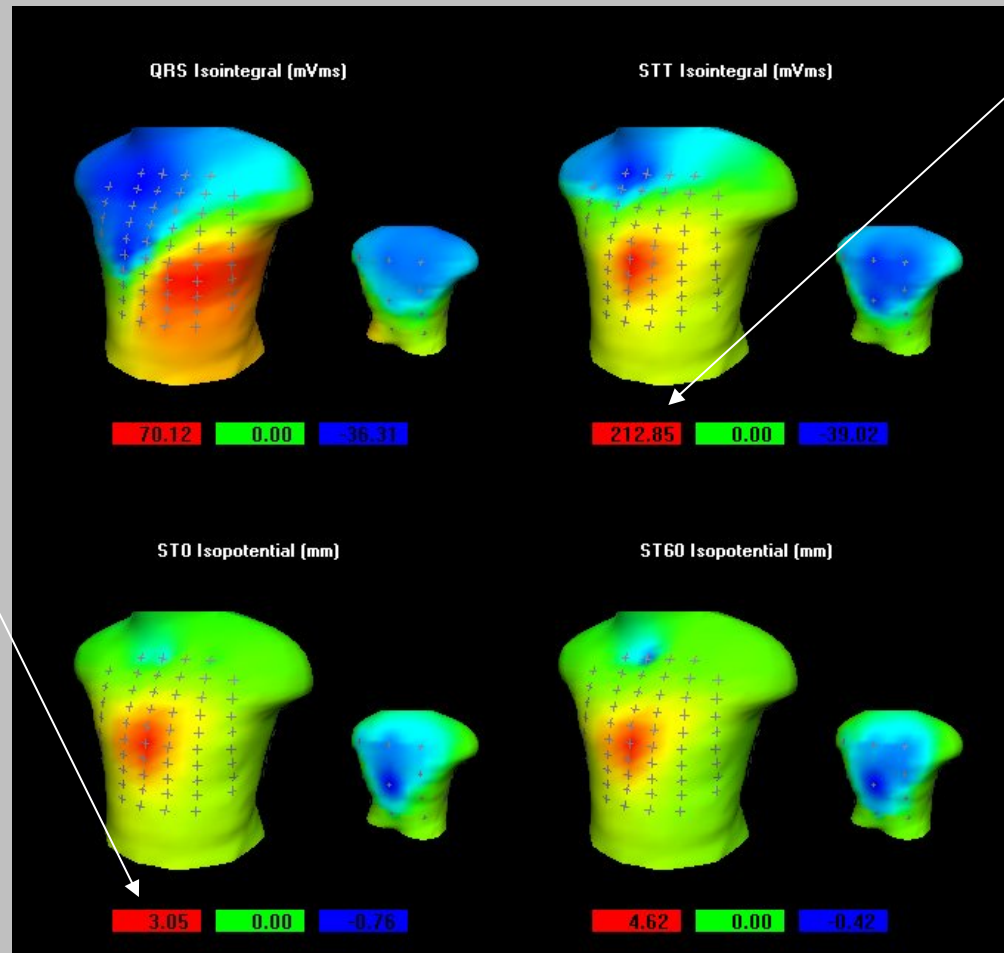 QRS Isointegral (mVms)
STT Isointegral (mVms)
70.12 0.00 -36.31
212.85 0.00 -39.02
ST0 Isopotential (mm)
ST60 Isopotential (mm)
3.05 0.00 -0.76
4.62 0.00 -0.42